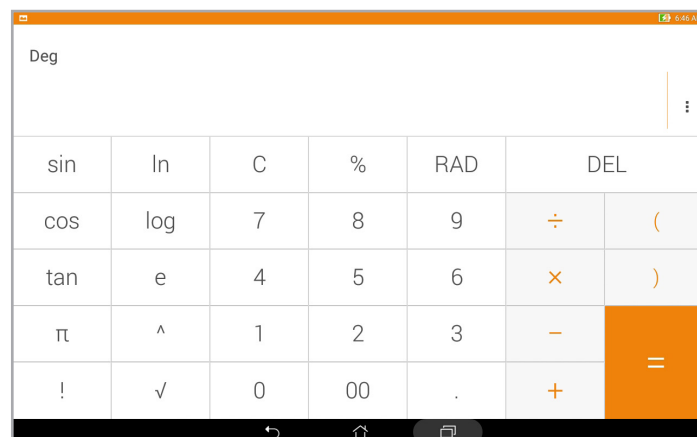 6:46 A
Deg
sin ln C % RAD DEL
cos log 7 8 9 ÷ (
tan e 4 5 6 × )
π ^ 1 2 3 −
=
! √ 0 00 . +